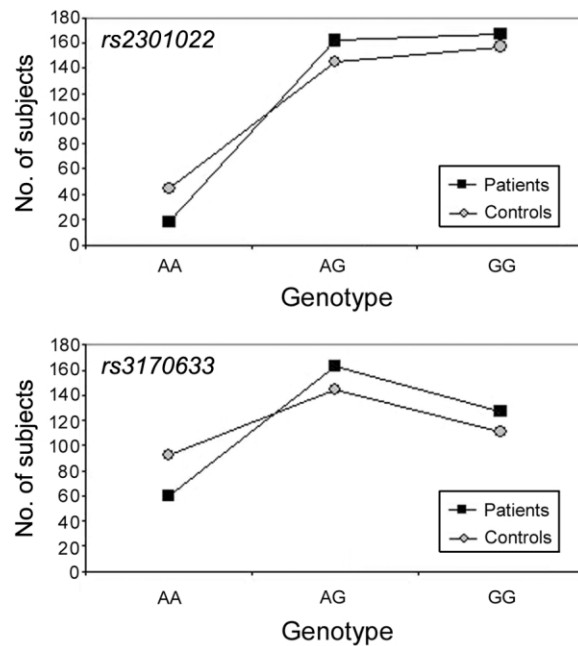 rs2301022
No. of subjects
180
160
140
120
100
80
60
40
20
0
Patients
Controls
AA AG GG
Genotype
rs3170633
No. of subjects
180
160
140
120
100
80
60
40
20
0
Patients
Controls
AA AG GG
Genotype